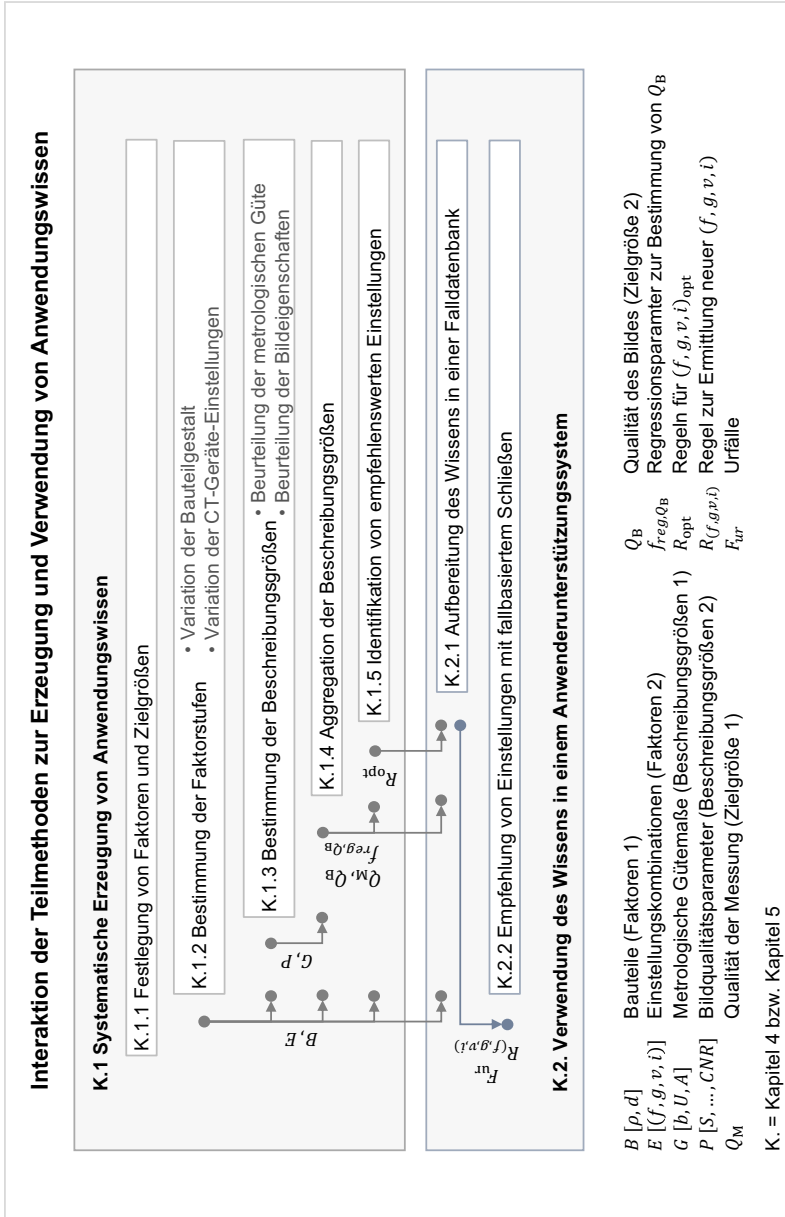 Interaktion der Teilmethoden zur Erzeugung und Verwendung von Anwendungswissen
K.1 Systematische Erzeugung von Anwendungswissen
K.1.1 Festlegung von Faktoren und Zielgrößen
K.1.2 Bestimmung der Faktorstufen
• Variation der Bauteilgestalt
• Variation der CT-Geräte-Einstellungen
K.1.3 Bestimmung der Beschreibungsgrößen
• Beurteilung der metrologischen Güte
• Beurteilung der Bildeigenschaften
K.1.4 Aggregation der Beschreibungsgrößen
K.1.5 Identifikation von empfehlenswerten Einstellungen
B, E
G, P
Q_M, Q_B
f_reg,Q_B
R_opt
K.2.1 Aufbereitung des Wissens in einer Falldatenbank
K.2.2 Empfehlung von Einstellungen mit fallbasiertem Schließen
F_ur
R_(f,g,v,i)
K.2. Verwendung des Wissens in einem Anwenderunterstützungssystem
B [ρ, d] Bauteile (Faktoren 1)
E [(f, g, v, i)] Einstellungskombinationen (Faktoren 2)
G [b, U, A] Metrologische Gütemaße (Beschreibungsgrößen 1)
P [S, …, CNR] Bildqualitätsparameter (Beschreibungsgrößen 2)
Q_M Qualität der Messung (Zielgröße 1)
Q_B Qualität des Bildes (Zielgröße 2)
f_reg,Q_B Regressionsparamter zur Bestimmung von Q_B
R_opt Regeln für (f, g, v, i)_opt
R_(f,g,v,i) Regel zur Ermittlung neuer (f, g, v, i)
F_ur Urfälle
K. = Kapitel 4 bzw. Kapitel 5